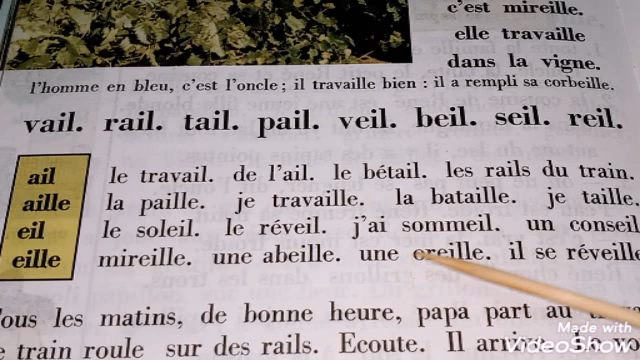 c'est mireille.
elle travaille
dans la vigne.
l'homme en bleu, c'est l'oncle; il travaille bien : il a rempli sa corbeille.
vail. rail. tail. pail. veil. beil. seil. reil.
ail le travail. de l'ail. le bétail. les rails du train.
aille la paille. je travaille. la bataille. je taille.
eil le soleil. le réveil. j'ai sommeil. un conseil
eille mireille. une abeille. une oreille. il se réveille
ous les matins, de bonne heure, papa part au
train roule sur des rails. Ecoute. Il arrive.
Made with
VideoShow